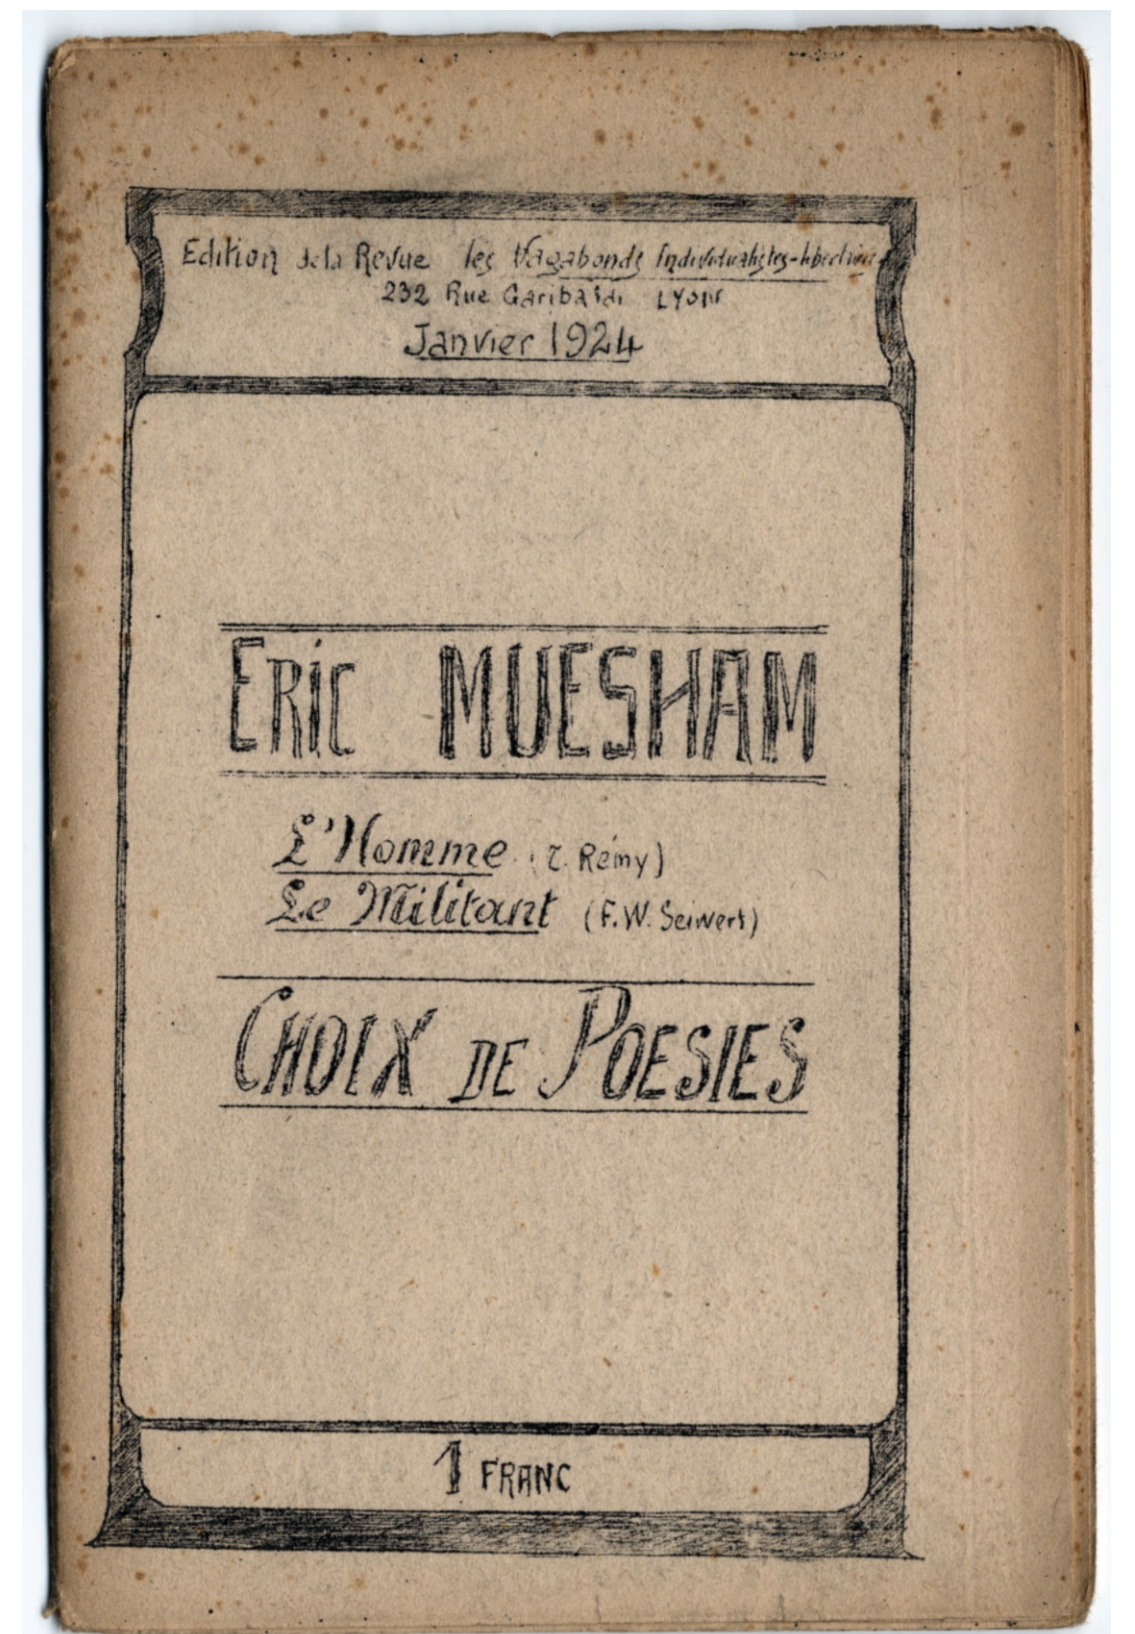 Edition de la Revue les Vagabonds Individualistes-libertaires
232 Rue Garibaldi LYON
Janvier 1924
ERIC MUESHAM
L'Homme (T. Rémy)
Le Militant (F.W. Seiwert)
CHOIX DE POESIES
1 FRANC